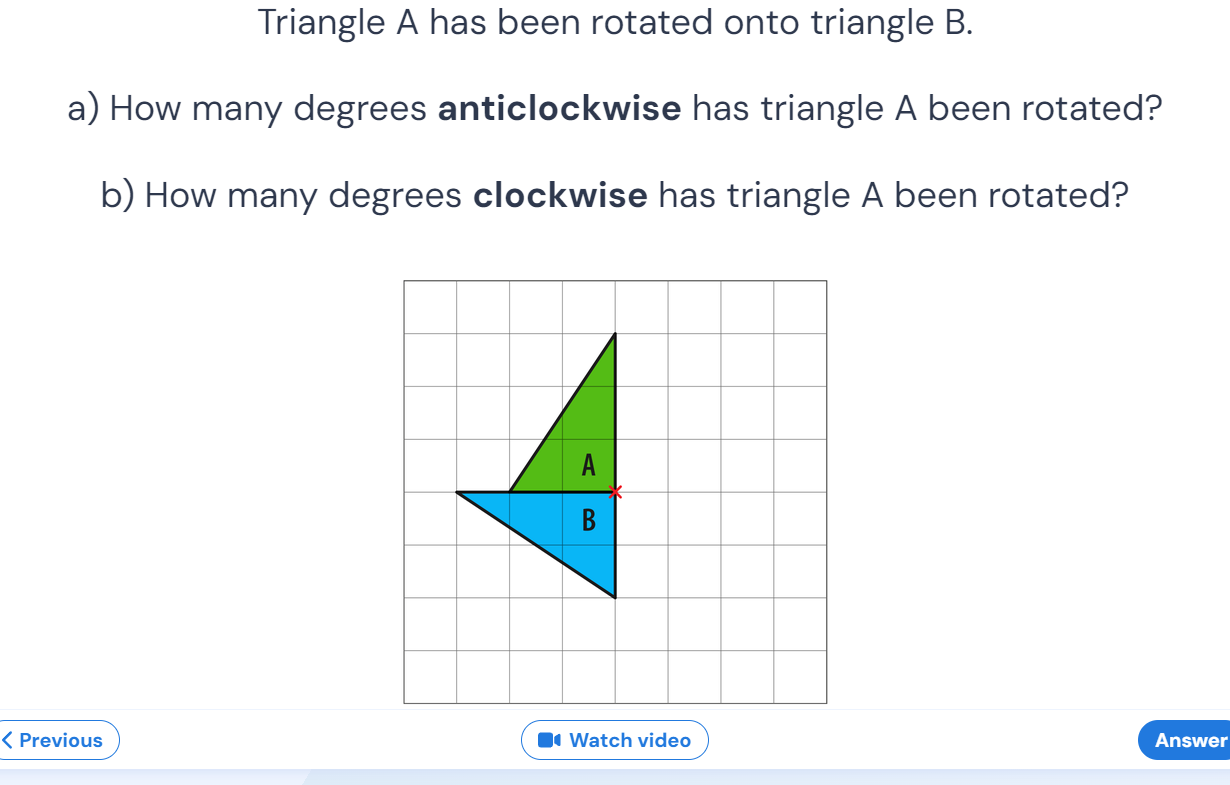 Triangle A has been rotated onto triangle B.
a) How many degrees anticlockwise has triangle A been rotated?
b) How many degrees clockwise has triangle A been rotated?
A
B
Previous
Watch video
Answer